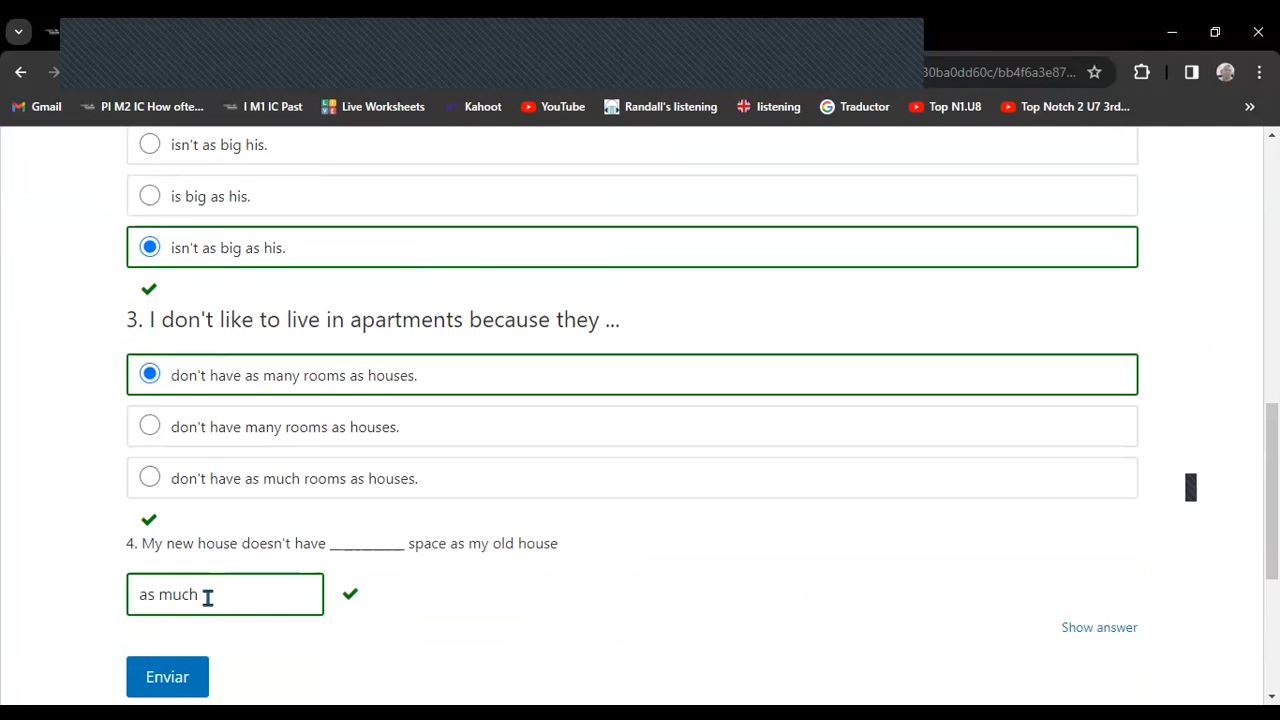 30ba0dd60c/bb4f6a3e87...
Gmail PI M2 IC How ofte... I M1 IC Past Live Worksheets Kahoot YouTube Randall's listening listening Traductor Top N1.U8 Top Notch 2 U7 3rd... »
isn't as big his.
is big as his.
isn't as big as his.
3. I don't like to live in apartments because they ...
don't have as many rooms as houses.
don't have many rooms as houses.
don't have as much rooms as houses.
4. My new house doesn't have __________ space as my old house
as much
Show answer
Enviar